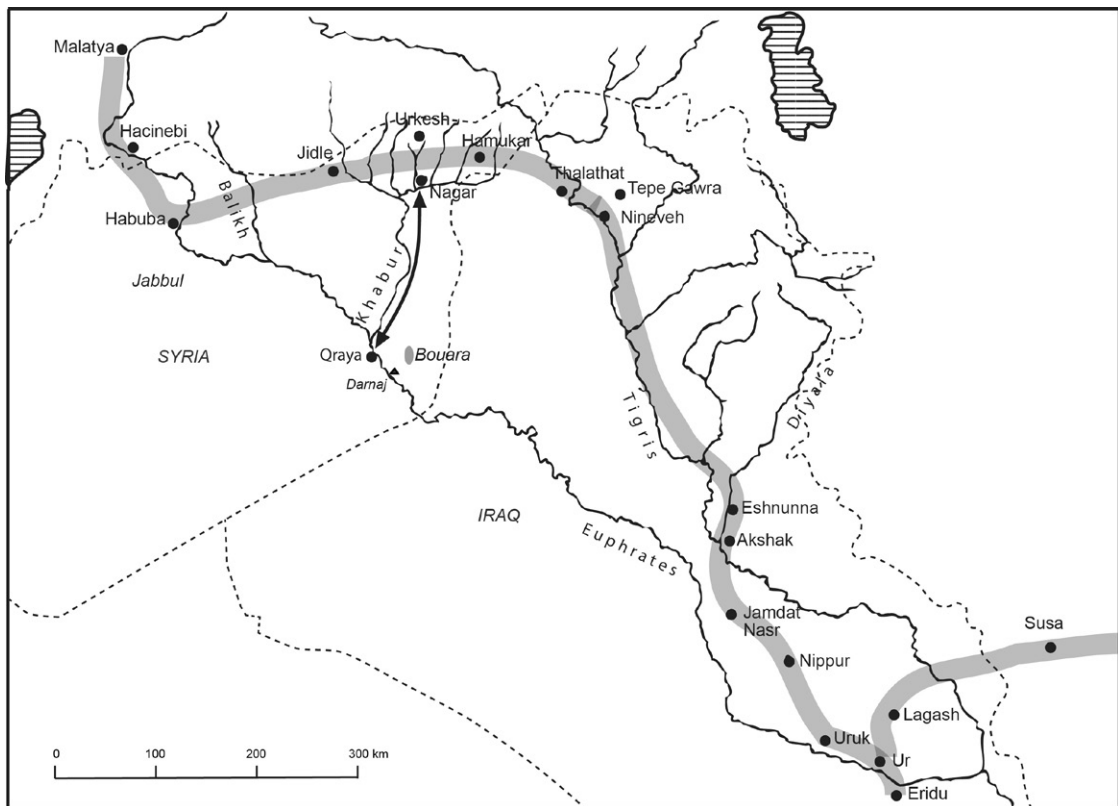 Malatya
Hacinebi
Urkesh
Hamukar
Jidle
Thalathat
Nagar
Tepe Gawra
Balikh
Nineveh
Habuba
Khabur
Jabbul
SYRIA
Qraya
Bouara
Darnaj
Tigris
Diyala
Eshnunna
IRAQ
Euphrates
Akshak
Jamdat
Nasr
Susa
Nippur
Lagash
Uruk
Ur
Eridu
0 100 200 300 km